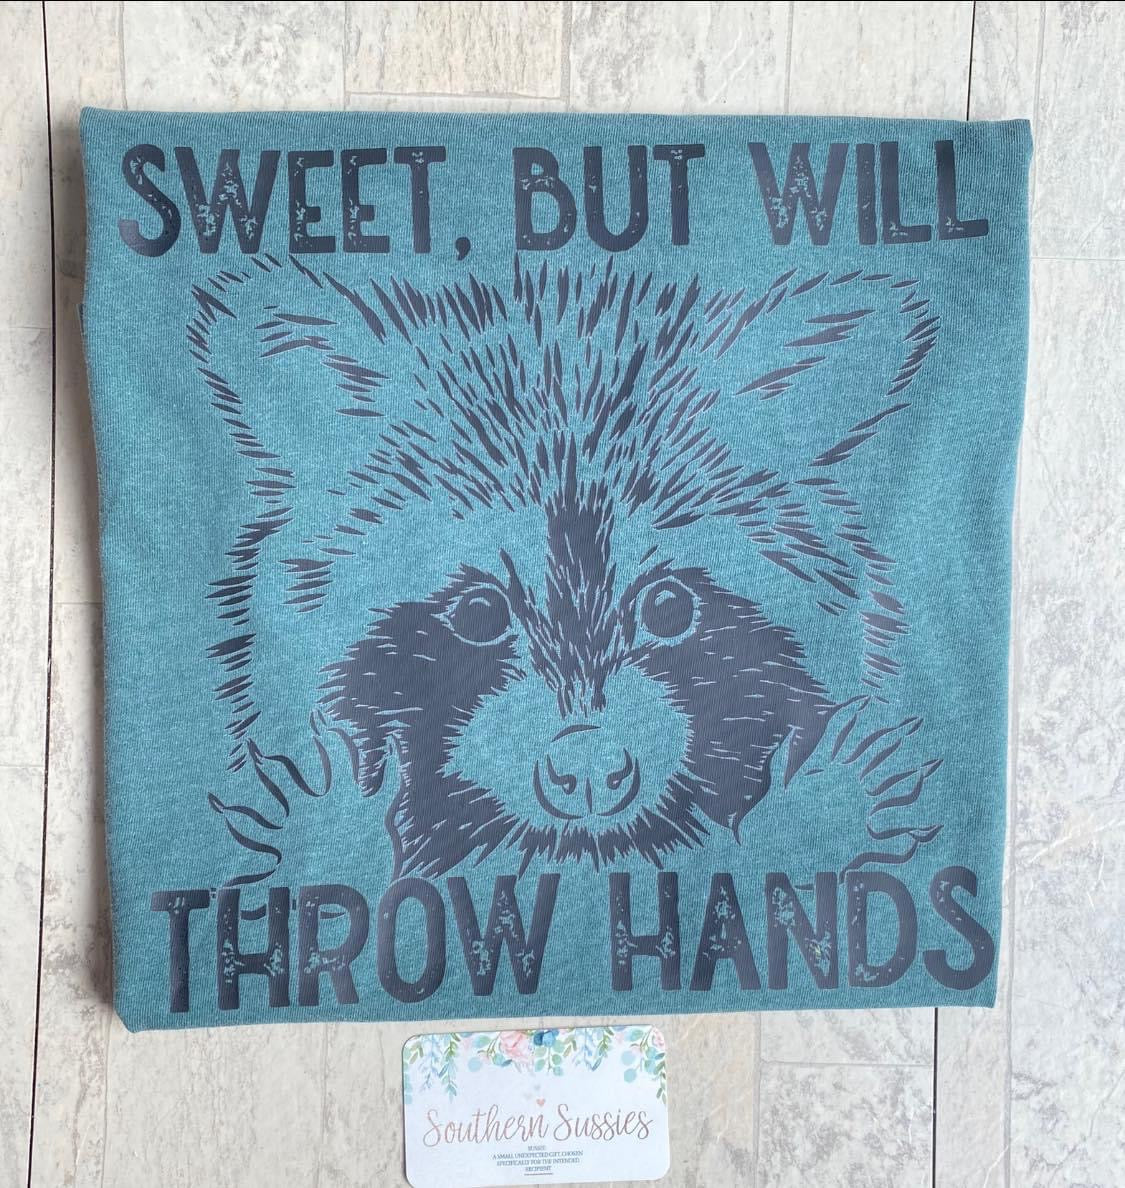 SWEET, BUT WILL
THROW HANDS
Southern Sussies
SUSSIE:
A SMALL UNEXPECTED GIFT, CHOSEN
SPECIFICALLY FOR THE INTENDED
RECIPIENT